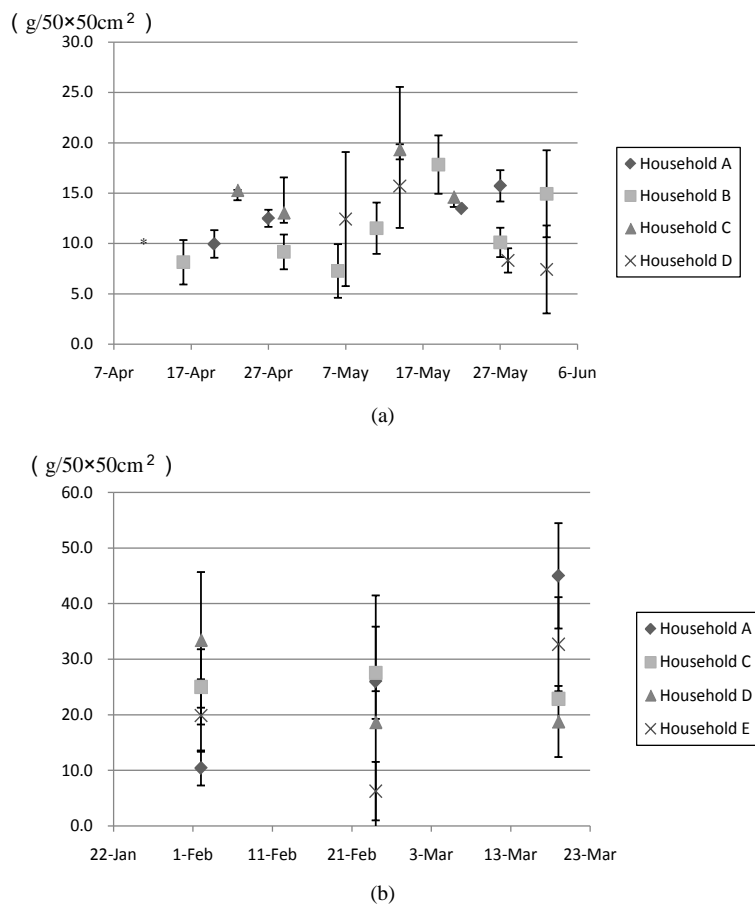 ( g/50×50cm² )
30.0
25.0
20.0
15.0
10.0
5.0
0.0
*
7-Apr 17-Apr 27-Apr 7-May 17-May 27-May 6-Jun
Household A
Household B
Household C
Household D
(a)
( g/50×50cm² )
60.0
50.0
40.0
30.0
20.0
10.0
0.0
22-Jan 1-Feb 11-Feb 21-Feb 3-Mar 13-Mar 23-Mar
Household A
Household C
Household D
Household E
(b)